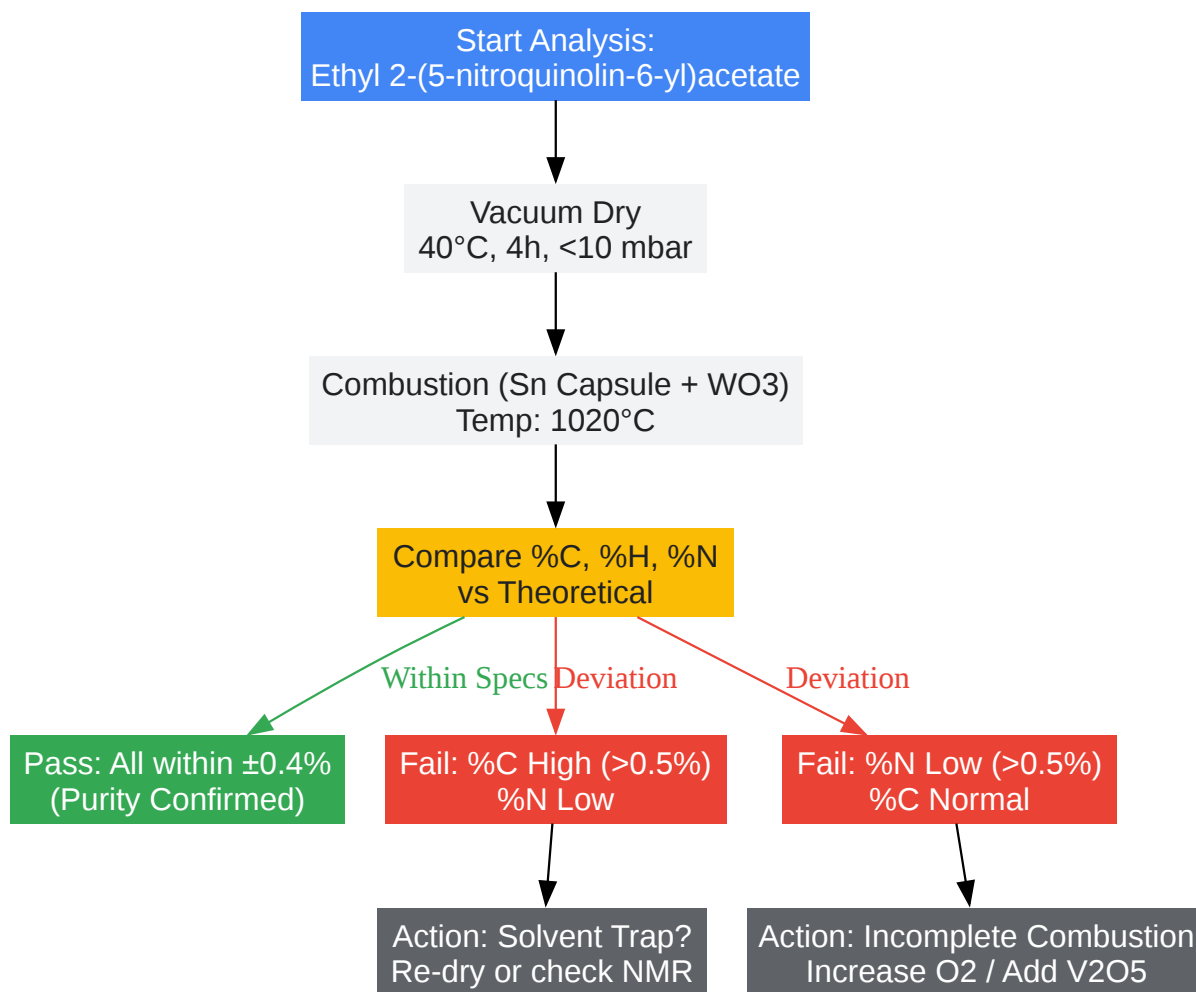 Start Analysis:
Ethyl 2-(5-nitroquinolin-6-yl)acetate
Vacuum Dry
40°C, 4h, <10 mbar
Combustion (Sn Capsule + WO3)
Temp: 1020°C
Compare %C, %H, %N
vs Theoretical
Within Specs
Deviation
Deviation
Pass: All within ±0.4%
(Purity Confirmed)
Fail: %C High (>0.5%)
%N Low
Fail: %N Low (>0.5%)
%C Normal
Action: Solvent Trap?
Re-dry or check NMR
Action: Incomplete Combustion
Increase O2 / Add V2O5